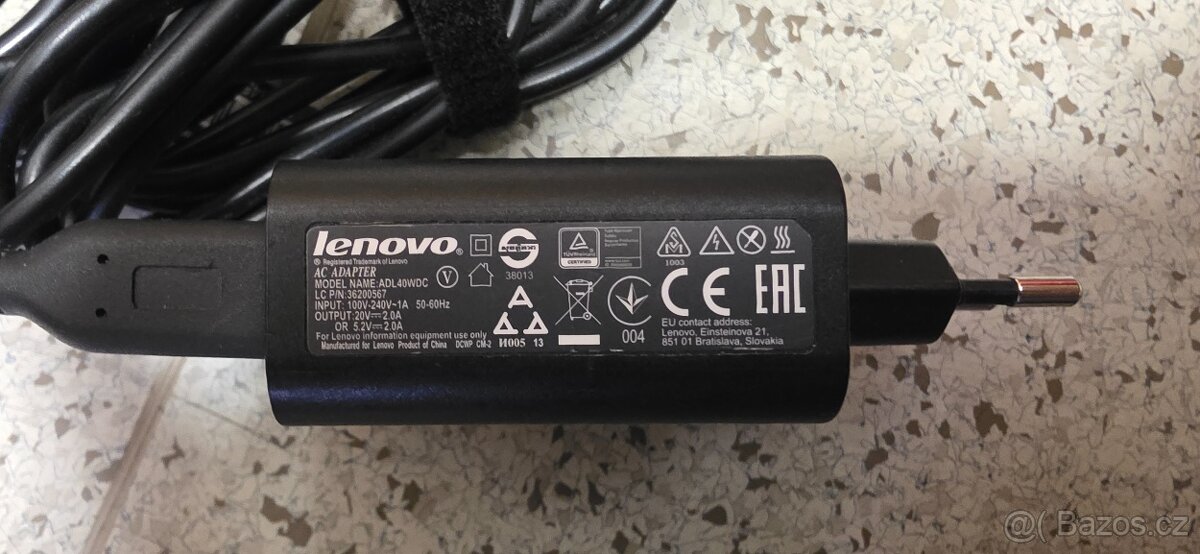 lenovo®
® Registered Trademark of Lenovo
AC ADAPTER
MODEL NAME:ADL40WDC
LC P/N:36200567
INPUT: 100V-240V~1A 50-60Hz
OUTPUT:20V⎓2.0A
OR 5.2V⎓2.0A
For Lenovo information equipment use only
Manufactured for Lenovo Product of China DCWP CM-2
V
38013
И005 13
TÜVRheinland
CERTIFIED
004
1003
CE
EAC
EU contact address:
Lenovo, Einsteinova 21,
851 01 Bratislava, Slovakia
@( Bazos.cz